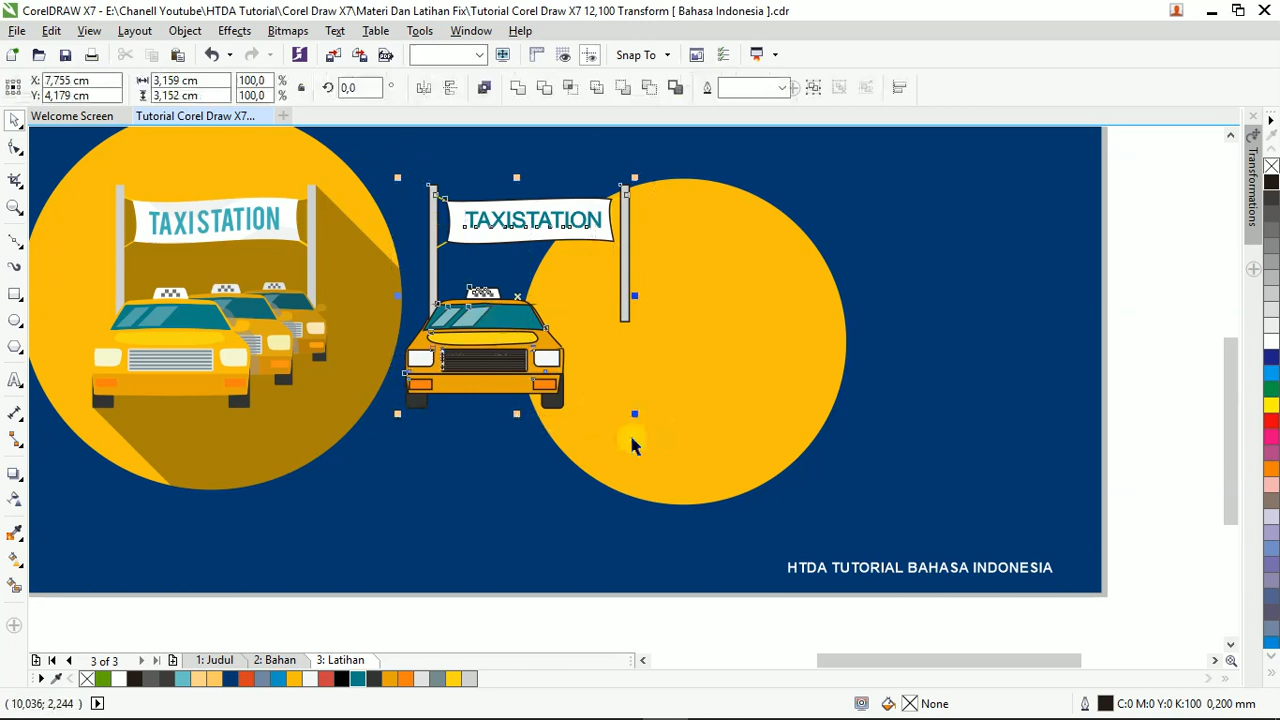 CorelDRAW X7 - E:\Chanell Youtube\HTDA Tutorial\Corel Draw X7\Materi Dan Latihan Fix\Tutorial Corel Draw X7 12,100 Transform [ Bahasa Indonesia ].cdr
File Edit View Layout Object Effects Bitmaps Text Table Tools Window Help
Snap To
X: 7,755 cm 3,159 cm 100,0 % 0,0 °
Y: 4,179 cm 3,152 cm 100,0 %
Welcome Screen Tutorial Corel Draw X7...
Transformations
TAXISTATION
TAXISTATION
HTDA TUTORIAL BAHASA INDONESIA
3 of 3 1: Judul 2: Bahan 3: Latihan
(10,036; 2,244) None C:0 M:0 Y:0 K:100 0,200 mm